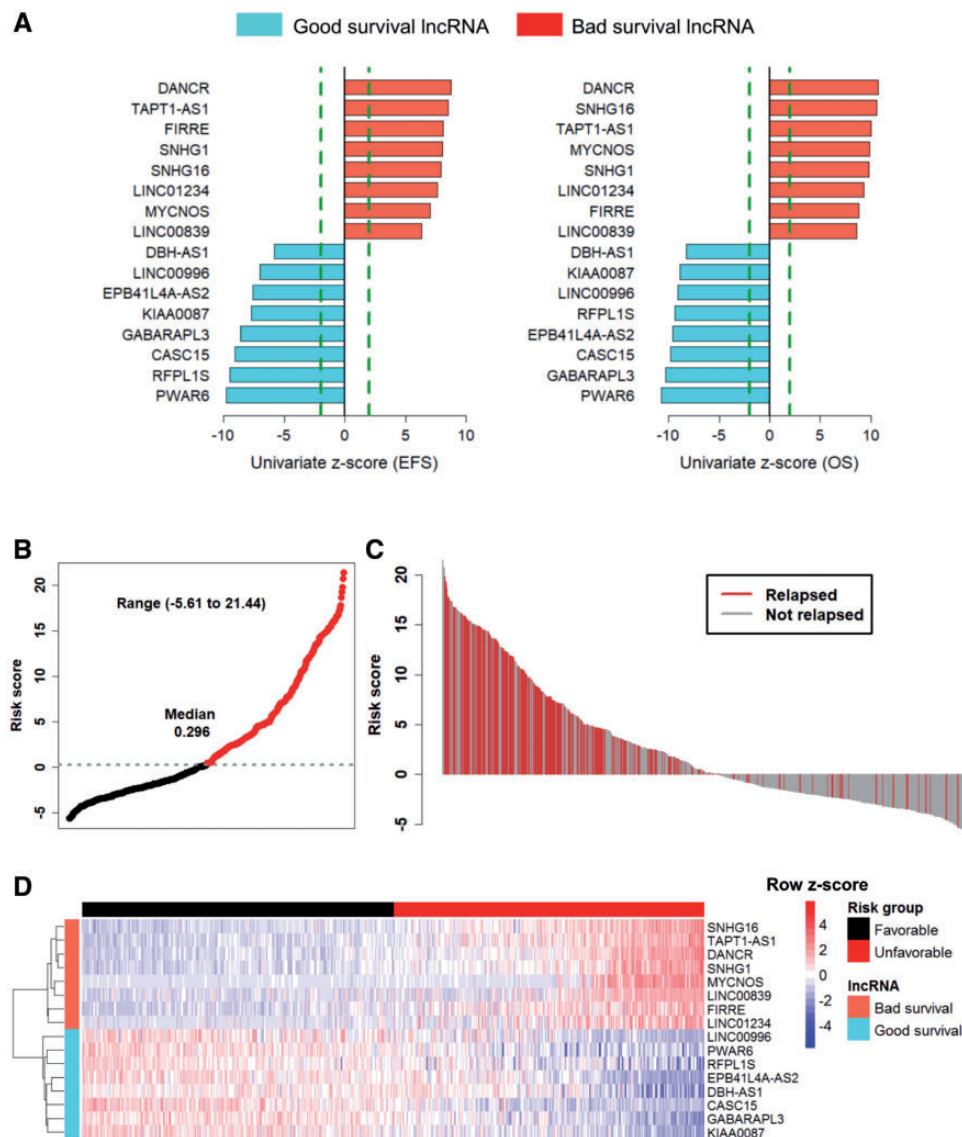 A
Good survival lncRNA
Bad survival lncRNA
DANCR
TAPT1-AS1
FIRRE
SNHG1
SNHG16
LINC01234
MYCNOS
LINC00839
DBH-AS1
LINC00996
EPB41L4A-AS2
KIAA0087
GABARAPL3
CASC15
RFPL1S
PWAR6
-10 -5 0 5 10
Univariate z-score (EFS)
DANCR
SNHG16
TAPT1-AS1
MYCNOS
SNHG1
LINC01234
FIRRE
LINC00839
DBH-AS1
KIAA0087
LINC00996
RFPL1S
EPB41L4A-AS2
CASC15
GABARAPL3
PWAR6
-10 -5 0 5 10
Univariate z-score (OS)
B
Range (-5.61 to 21.44)
Median
0.296
Risk score
20
15
10
5
0
-5
C
Relapsed
Not relapsed
Risk score
20
15
10
5
0
-5
D
SNHG16
TAPT1-AS1
DANCR
SNHG1
MYCNOS
LINC00839
FIRRE
LINC01234
LINC00996
PWAR6
RFPL1S
EPB41L4A-AS2
DBH-AS1
CASC15
GABARAPL3
KIAA0087
Row z-score
4
2
0
-2
-4
Risk group
Favorable
Unfavorable
lncRNA
Bad survival
Good survival